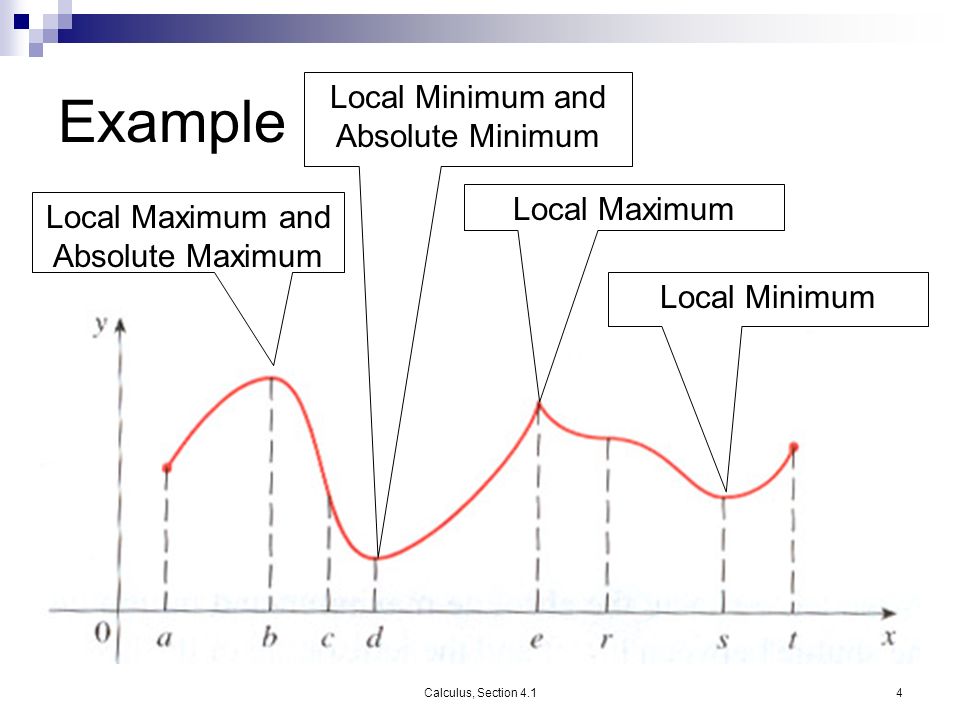 Example
Local Minimum and
Absolute Minimum
Local Maximum and
Absolute Maximum
Local Maximum
Local Minimum
y
0 a b c d e r s t x
Calculus, Section 4.1 4